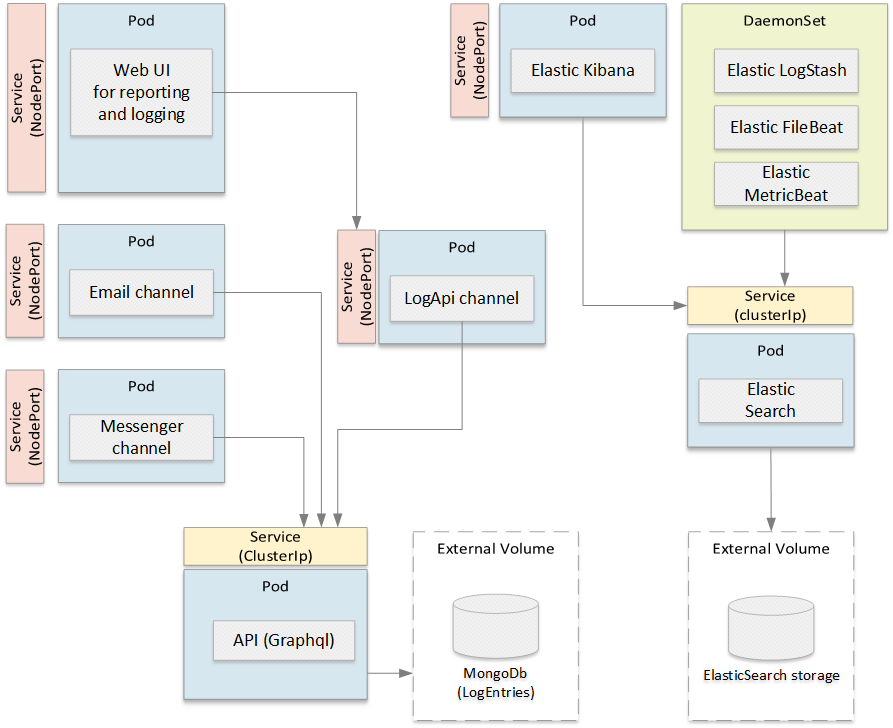 Service
(NodePort)
Pod
Web UI
for reporting
and logging
Service
(NodePort)
Pod
Elastic Kibana
DaemonSet
Elastic LogStash
Elastic FileBeat
Elastic
MetricBeat
Service
(NodePort)
Pod
Email channel
Service
(NodePort)
Pod
LogApi channel
Service
(clusterIp)
Pod
Elastic
Search
Service
(NodePort)
Pod
Messenger
channel
Service
(ClusterIp)
Pod
API (Graphql)
External Volume
MongoDb
(LogEntries)
External Volume
ElasticSearch storage